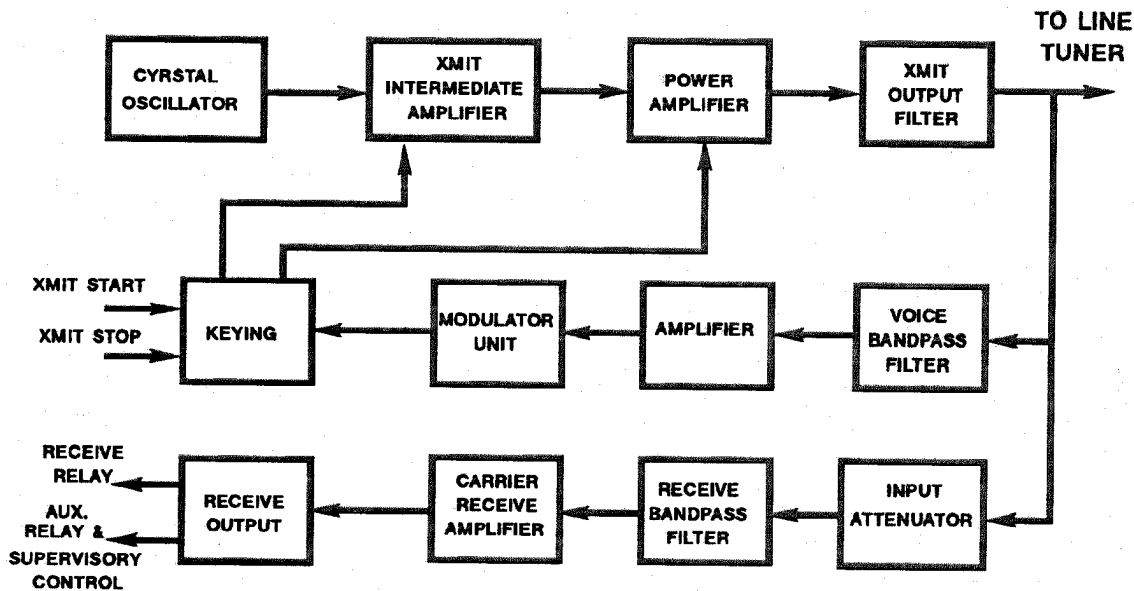 TO LINE
TUNER
CYRSTAL
OSCILLATOR
XMIT
INTERMEDIATE
AMPLIFIER
POWER
AMPLIFIER
XMIT
OUTPUT
FILTER
XMIT START
XMIT STOP
KEYING
MODULATOR
UNIT
AMPLIFIER
VOICE
BANDPASS
FILTER
RECEIVE
RELAY
AUX.
RELAY &
SUPERVISORY
CONTROL
RECEIVE
OUTPUT
CARRIER
RECEIVE
AMPLIFIER
RECEIVE
BANDPASS
FILTER
INPUT
ATTENUATOR